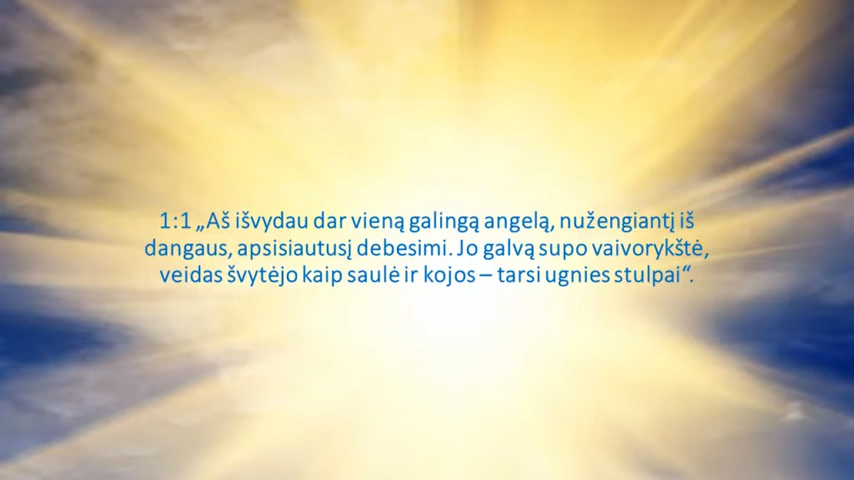 1:1 „Aš išvydau dar vieną galingą angelą, nužengiantį iš
dangaus, apsisiautusį debesimi. Jo galvą supo vaivorykštė,
veidas švytėjo kaip saulė ir kojos – tarsi ugnies stulpai“.